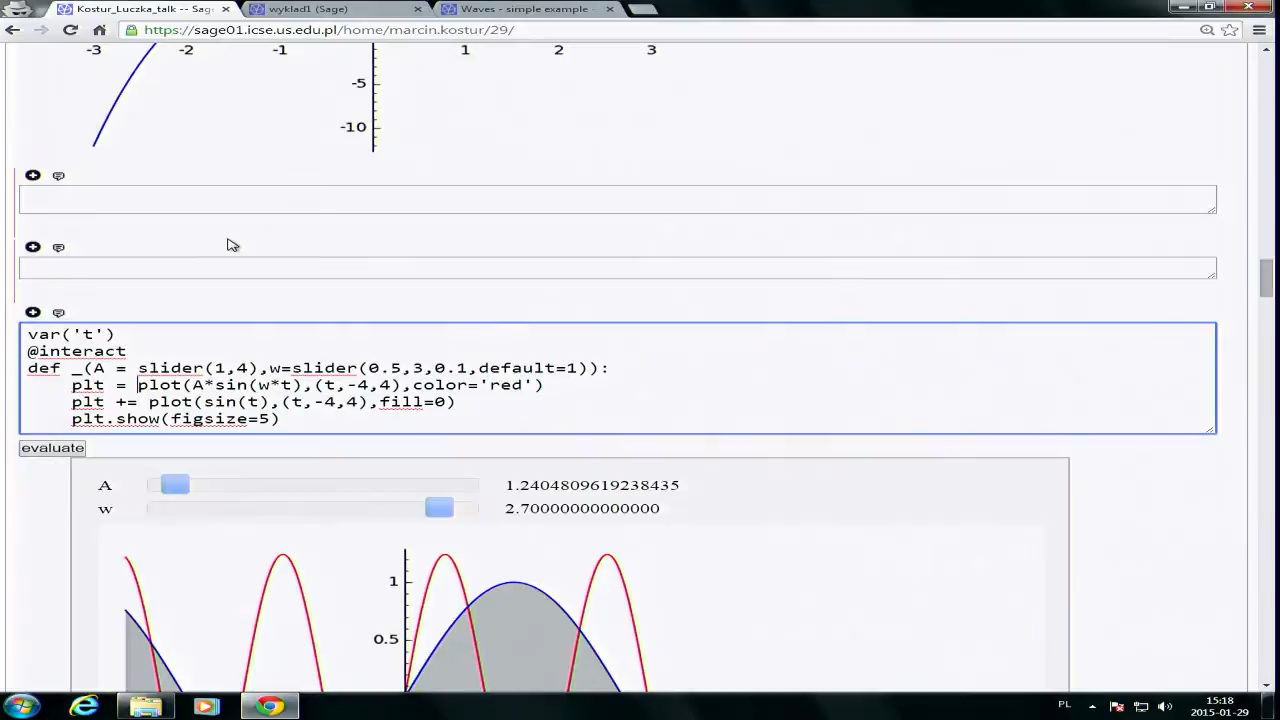 Kostur_Luczka_talk -- Sag
wyklad1 (Sage)
Waves - simple example --
https://sage01.icse.us.edu.pl/home/marcin.kostur/29/
-3 -2 -1 1 2 3
-5
-10
var('t')
@interact
def _(A = slider(1,4),w=slider(0.5,3,0.1,default=1)):
plt = plot(A*sin(w*t),(t,-4,4),color='red')
plt += plot(sin(t),(t,-4,4),fill=0)
plt.show(figsize=5)
evaluate
A 1.2404809619238435
w 2.70000000000000
1
0.5
PL 15:18
2015-01-29